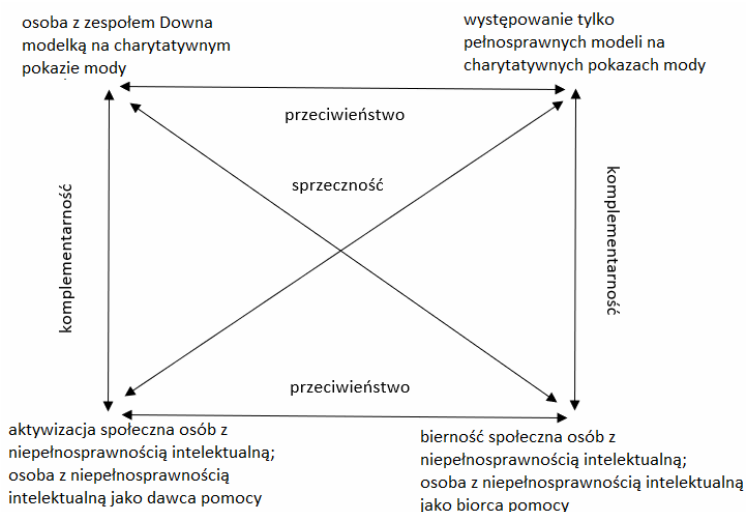 osoba z zespołem Downa
modelką na charytatywnym
pokazie mody
występowanie tylko
pełnosprawnych modeli na
charytatywnych pokazach mody
przeciwieństwo
sprzeczność
komplementarność
komplementarność
przeciwieństwo
aktywizacja społeczna osób z
niepełnosprawnością intelektualną;
osoba z niepełnosprawnością
intelektualną jako dawca pomocy
bierność społeczna osób z
niepełnosprawnością intelektualną;
osoba z niepełnosprawnością intelektualną
jako biorca pomocy